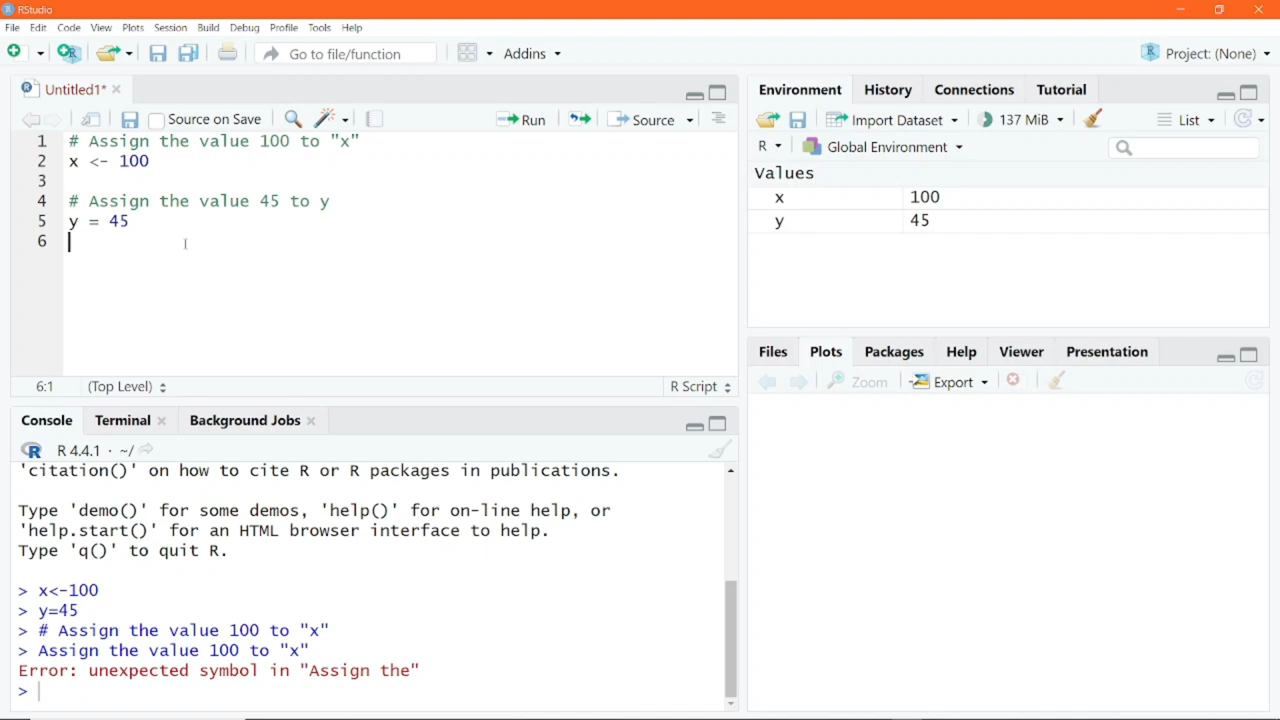 RStudio
File Edit Code View Plots Session Build Debug Profile Tools Help
Go to file/function Addins Project: (None)
Untitled1*
Source on Save Run Source
1 # Assign the value 100 to "x"
2 x <- 100
3
4 # Assign the value 45 to y
5 y = 45
6
6:1 (Top Level) R Script
Console Terminal Background Jobs
R 4.4.1 · ~/
'citation()' on how to cite R or R packages in publications.
Type 'demo()' for some demos, 'help()' for on-line help, or
'help.start()' for an HTML browser interface to help.
Type 'q()' to quit R.
> x<-100
> y=45
> # Assign the value 100 to "x"
> Assign the value 100 to "x"
Error: unexpected symbol in "Assign the"
>
Environment History Connections Tutorial
Import Dataset 137 MiB List
R Global Environment
Values
x 100
y 45
Files Plots Packages Help Viewer Presentation
Zoom Export